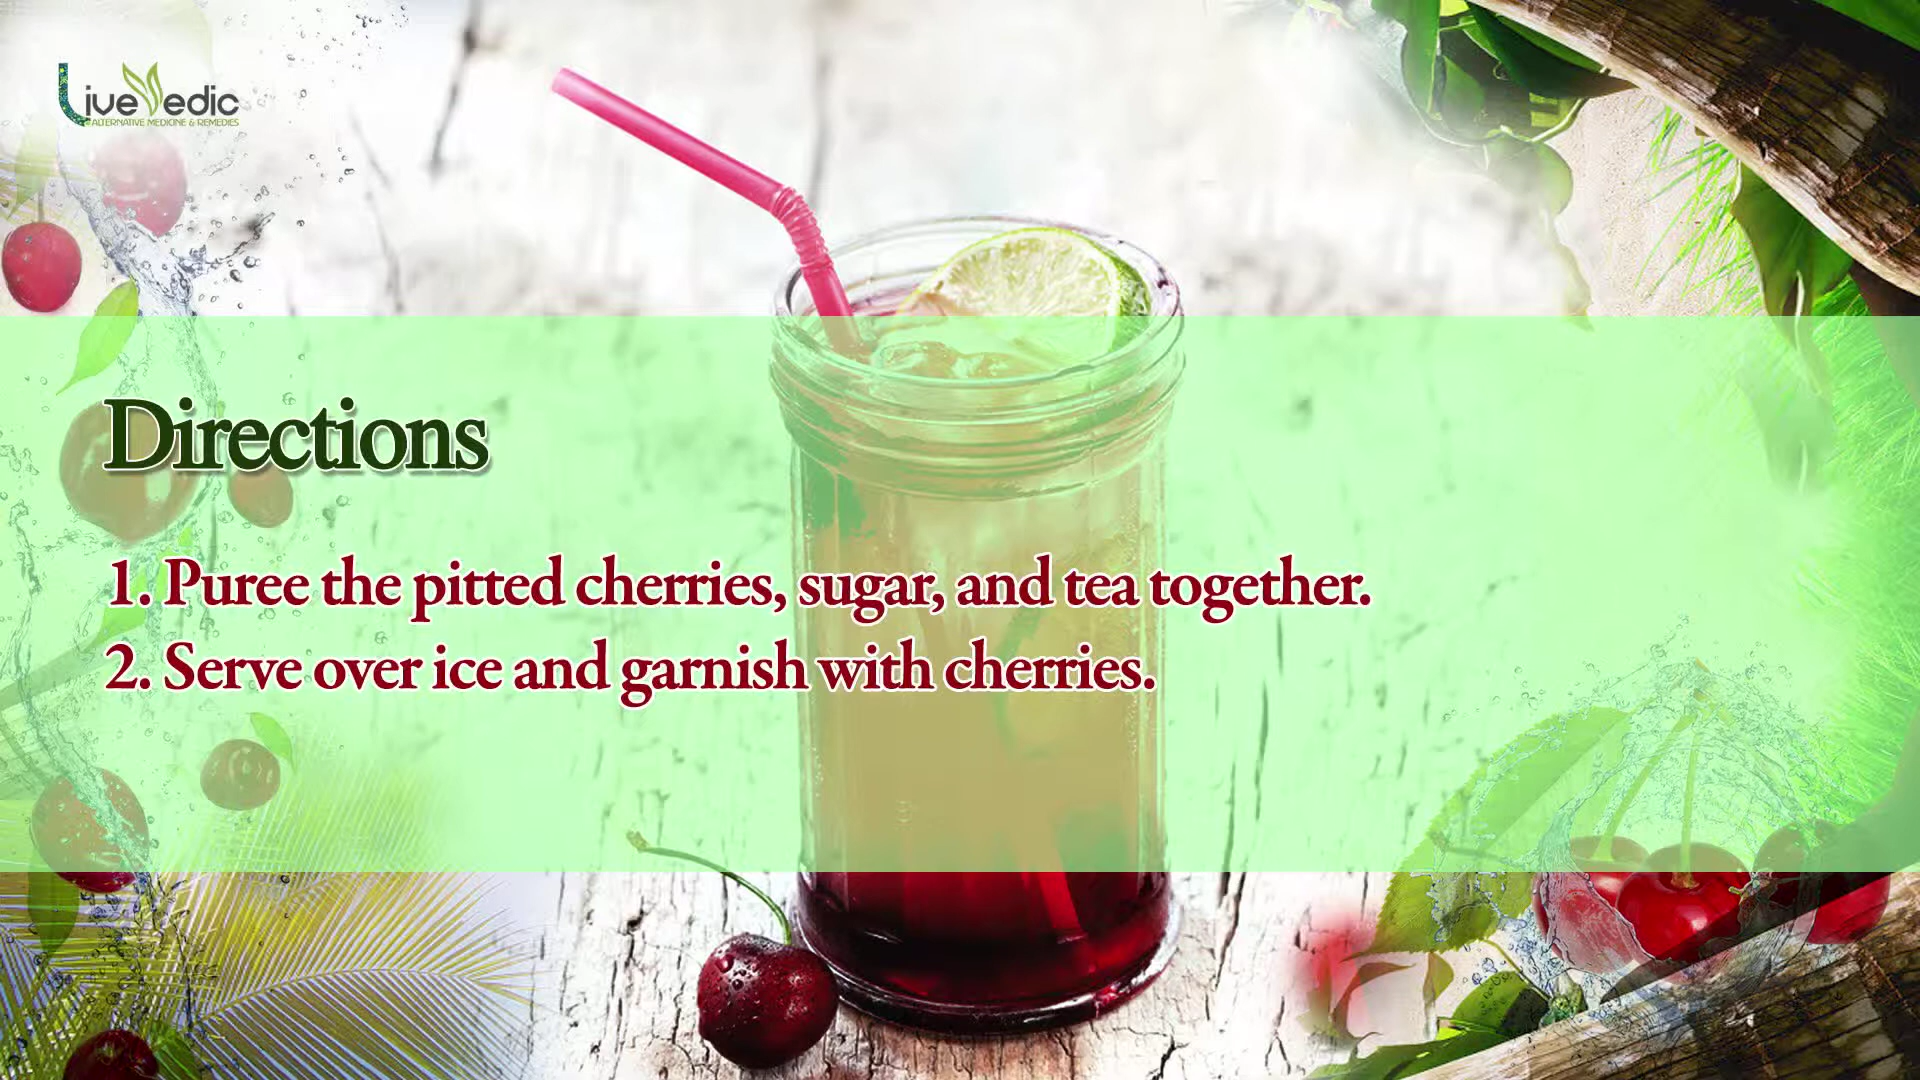 LiveVedic
ALTERNATIVE MEDICINE & REMEDIES
Directions
1. Puree the pitted cherries, sugar, and tea together.
2. Serve over ice and garnish with cherries.